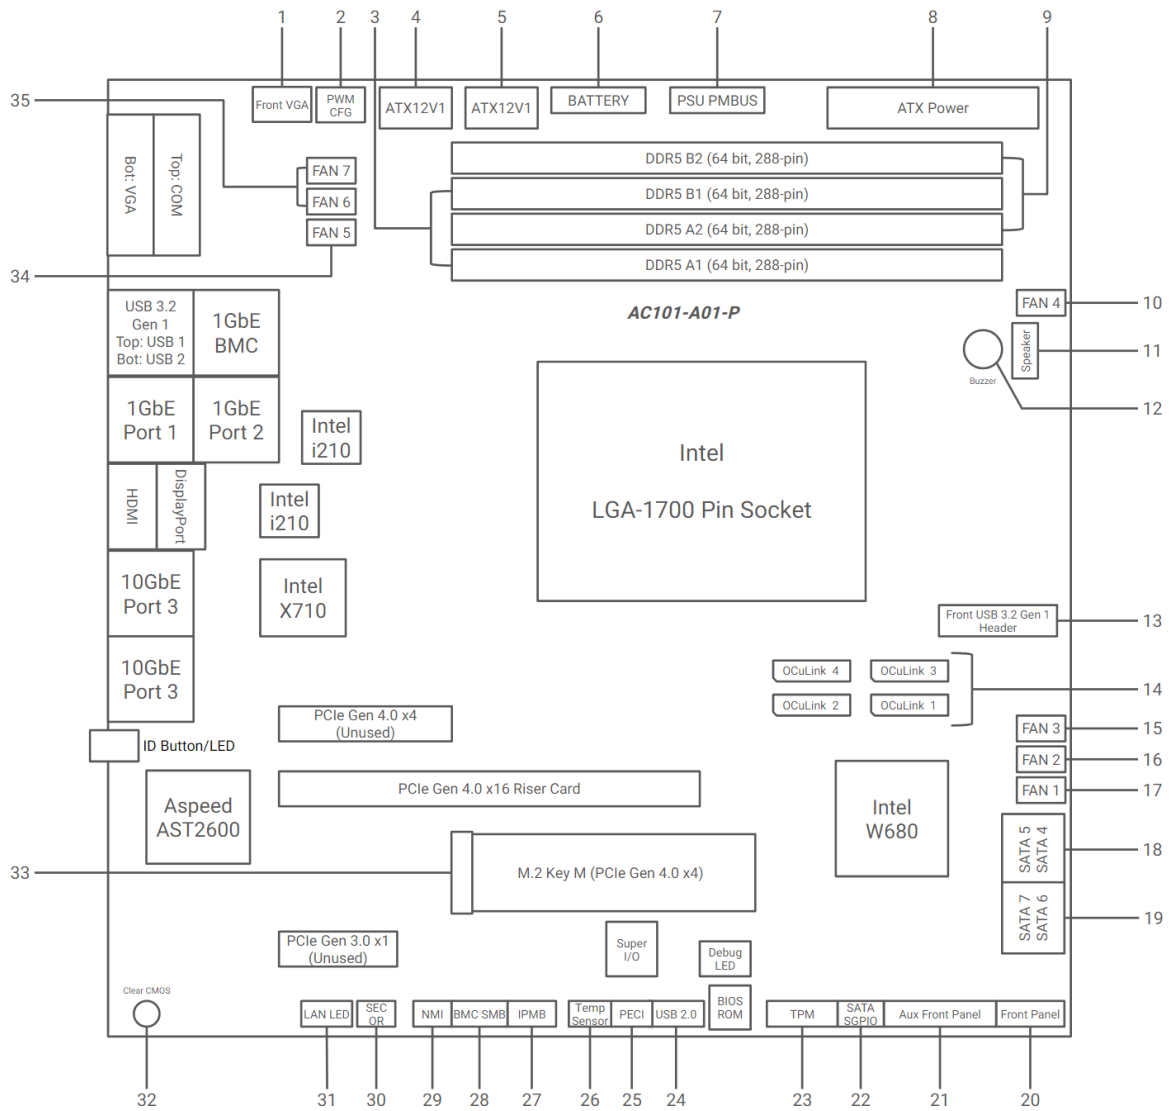 1
2
3
4
5
6
7
8
9
35
Front VGA
PWM
CFG
ATX12V1
ATX12V1
BATTERY
PSU PMBUS
ATX Power
Bot: VGA
Top: COM
FAN 7
FAN 6
FAN 5
34
DDR5 B2 (64 bit, 288-pin)
DDR5 B1 (64 bit, 288-pin)
DDR5 A2 (64 bit, 288-pin)
DDR5 A1 (64 bit, 288-pin)
AC101-A01-P
FAN 4
10
Speaker
11
Buzzer
12
USB 3.2
Gen 1
Top: USB 1
Bot: USB 2
1GbE
BMC
1GbE
Port 1
1GbE
Port 2
Intel
i210
HDMI
DisplayPort
Intel
i210
Intel
LGA-1700 Pin Socket
10GbE
Port 3
Intel
X710
10GbE
Port 3
Front USB 3.2 Gen 1
Header
13
OCuLink 4
OCuLink 3
OCuLink 2
OCuLink 1
14
PCIe Gen 4.0 x4
(Unused)
FAN 3
15
FAN 2
16
FAN 1
17
ID Button/LED
PCIe Gen 4.0 x16 Riser Card
Aspeed
AST2600
Intel
W680
SATA 5
SATA 4
18
33
M.2 Key M (PCIe Gen 4.0 x4)
SATA 7
SATA 6
19
PCIe Gen 3.0 x1
(Unused)
Super
I/O
Debug
LED
Clear CMOS
LAN LED
SEC
OR
NMI
BMC SMB
IPMB
Temp
Sensor
PECI
USB 2.0
BIOS
ROM
TPM
SATA
SGPIO
Aux Front Panel
Front Panel
32
31
30
29
28
27
26
25
24
23
22
21
20